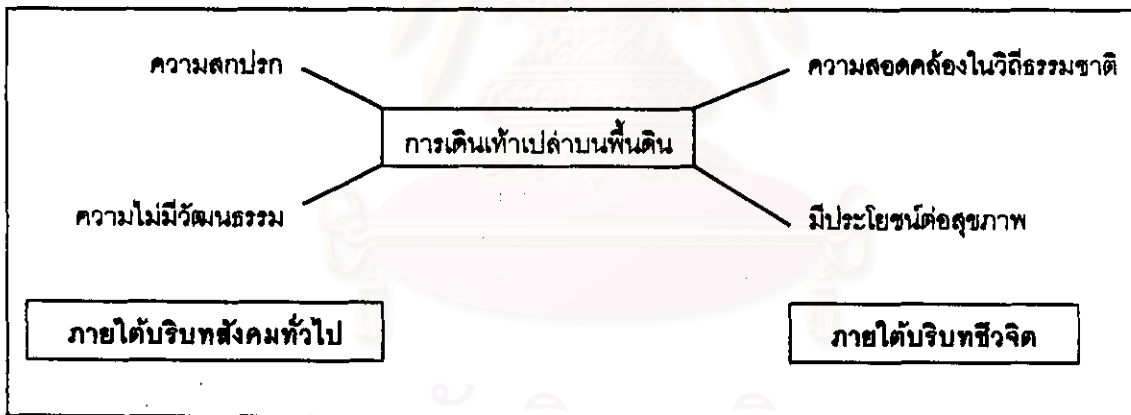 ความสกปรก
ความสอดคล้องในวิถีธรรมชาติ
การเดินเท้าเปล่าบนพื้นดิน
ความไม่มีวัฒนธรรม
มีประโยชน์ต่อสุขภาพ
ภายใต้บริบทสังคมทั่วไป
ภายใต้บริบทชีวจิต